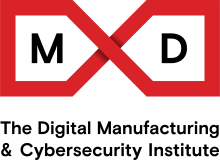 M D
The Digital Manufacturing
& Cybersecurity Institute